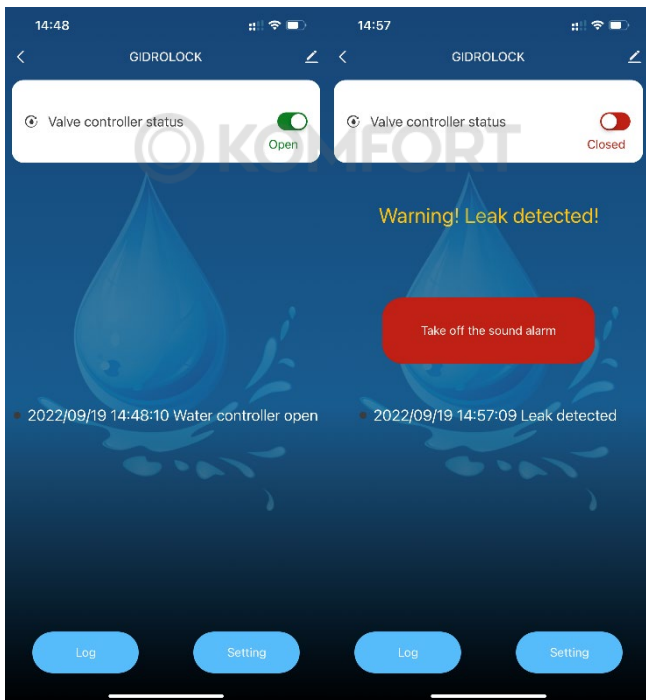 14:48
GIDROLOCK
Valve controller status
Open
2022/09/19 14:48:10 Water controller open
Log
Setting
14:57
GIDROLOCK
Valve controller status
Closed
Warning! Leak detected!
Take off the sound alarm
2022/09/19 14:57:09 Leak detected
Log
Setting
KOMFORT